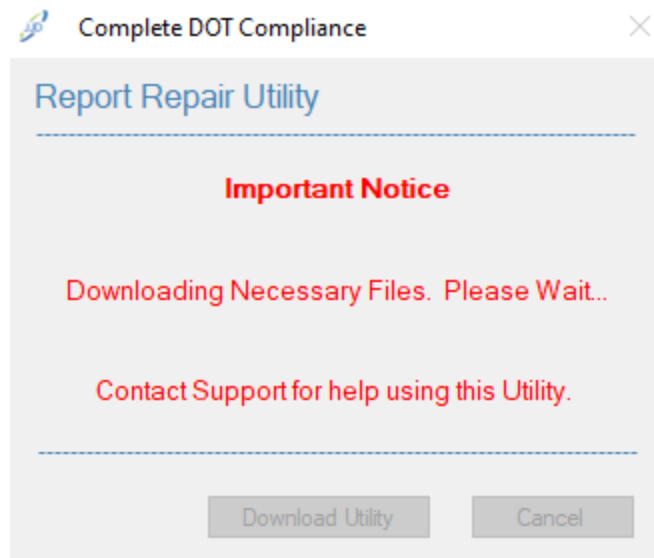 Complete DOT Compliance
Report Repair Utility
Important Notice
Downloading Necessary Files. Please Wait...
Contact Support for help using this Utility.
Download Utility
Cancel